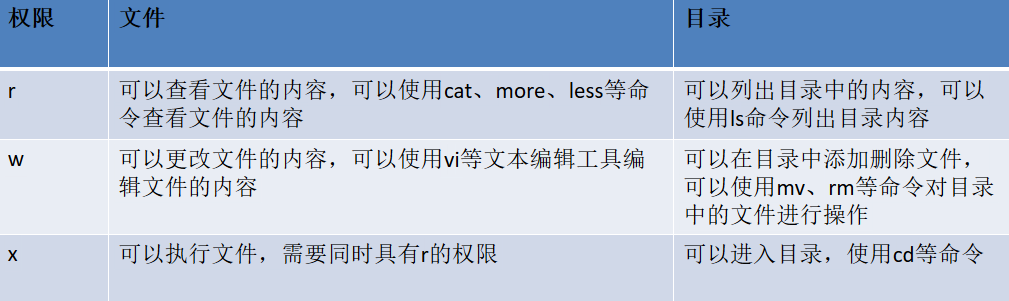 权限
文件
目录
r
可以查看文件的内容，可以使用cat、more、less等命
令查看文件的内容
可以列出目录中的内容，可以
使用ls命令列出目录内容
w
可以更改文件的内容，可以使用vi等文本编辑工具编
辑文件的内容
可以在目录中添加删除文件，
可以使用mv、rm等命令对目录
中的文件进行操作
x
可以执行文件，需要同时具有r的权限
可以进入目录，使用cd等命令